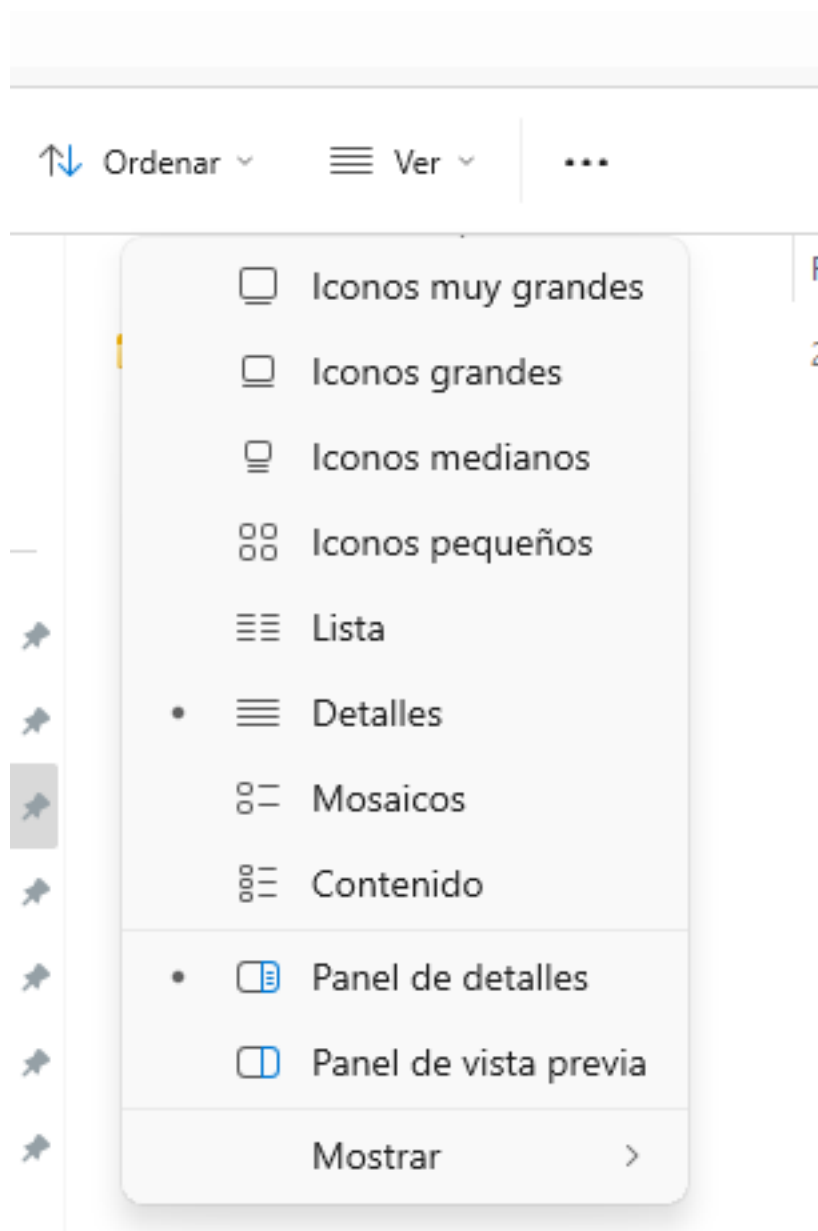 Ordenar
Ver
Iconos muy grandes
Iconos grandes
Iconos medianos
Iconos pequeños
Lista
Detalles
Mosaicos
Contenido
Panel de detalles
Panel de vista previa
Mostrar